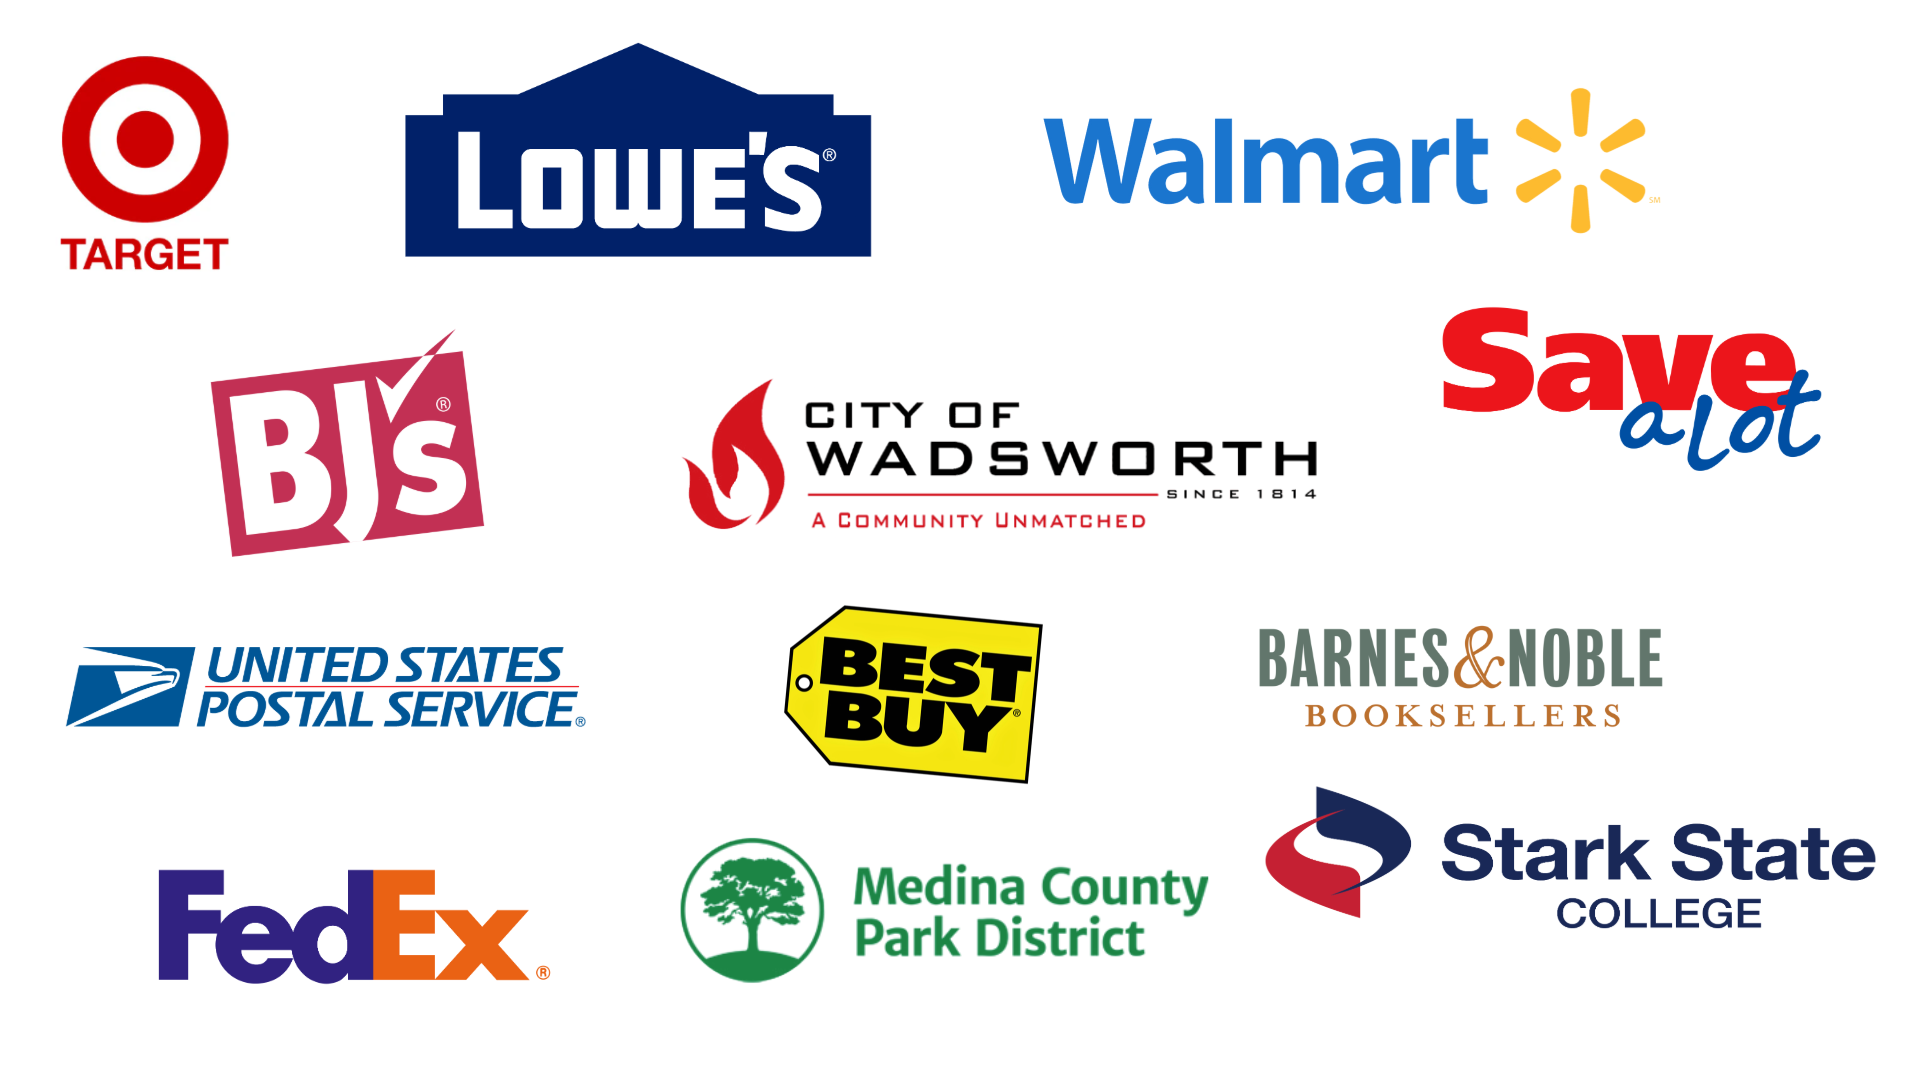 TARGET
LOWE'S®
Walmart SM
BJ's®
CITY OF
WADSWORTH
SINCE 1814
A COMMUNITY UNMATCHED
Save
a Lot
UNITED STATES
POSTAL SERVICE®
BEST
BUY®
BARNES&NOBLE
BOOKSELLERS
FedEx®
Medina County
Park District
Stark State
COLLEGE